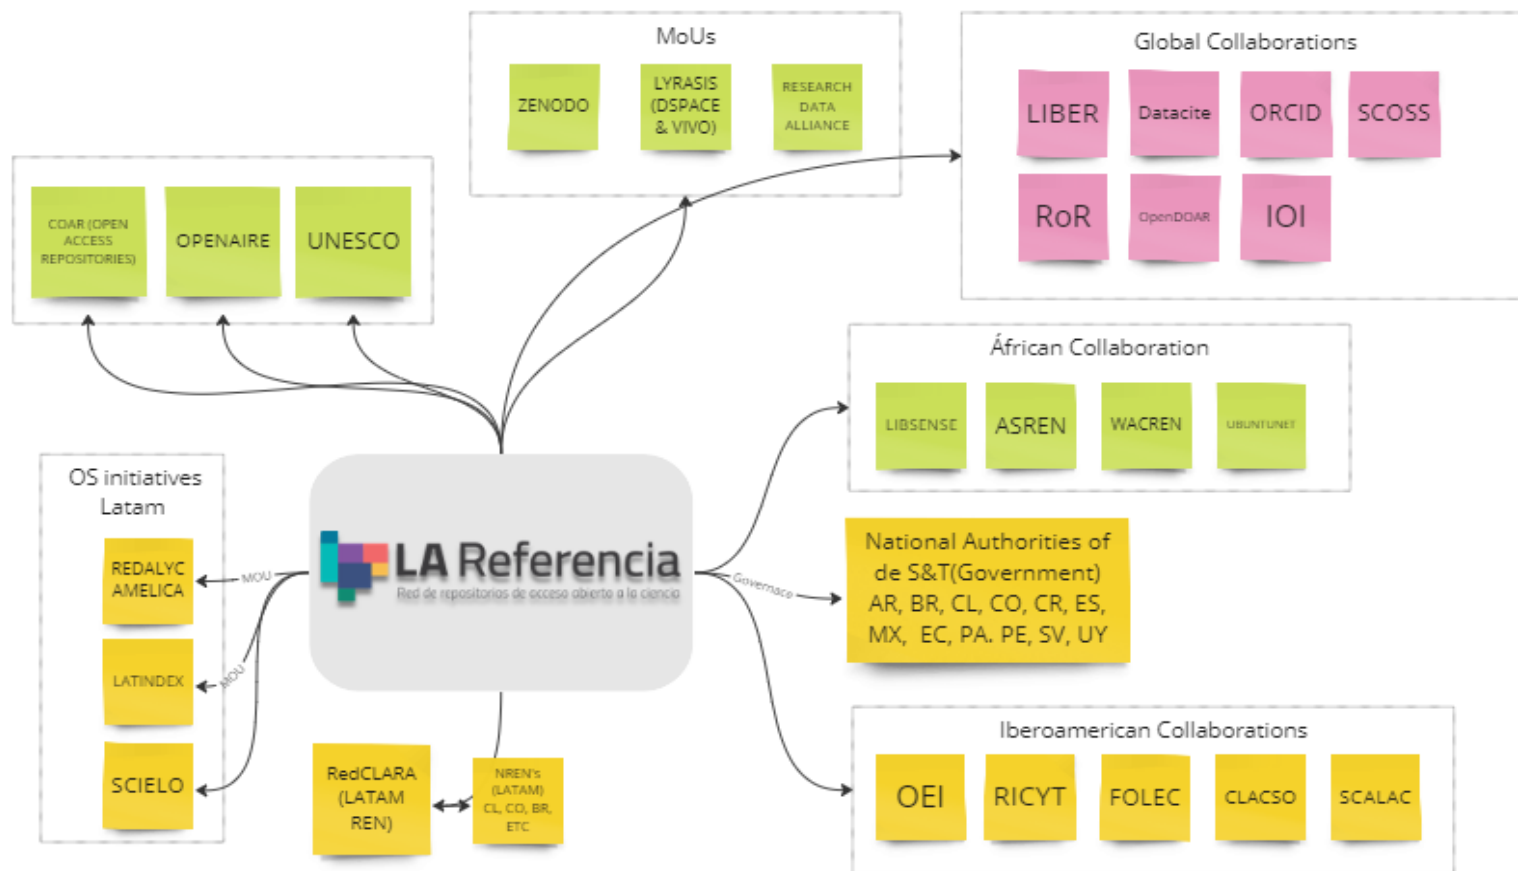 MoUs
ZENODO
LYRASIS
(DSPACE
& VIVO)
RESEARCH
DATA
ALLIANCE
Global Collaborations
LIBER
Datacite
ORCID
SCOSS
RoR
OpenDOAR
IOI
COAR (OPEN
ACCESS
REPOSITORIES)
OPENAIRE
UNESCO
Áfrican Collaboration
LIBSENSE
ASREN
WACREN
UBUNTUNET
OS initiatives
Latam
REDALYC
AMELICA
MOU
LATINDEX
MOU
SCIELO
LA Referencia
Red de repositorios de acceso abierto a la ciencia
Governace
National Authorities of
de S&T(Government)
AR, BR, CL, CO, CR, ES,
MX, EC, PA. PE, SV, UY
RedCLARA
(LATAM
REN)
NREN's
(LATAM)
CL, CO, BR,
ETC
Iberoamerican Collaborations
OEI
RICYT
FOLEC
CLACSO
SCALAC